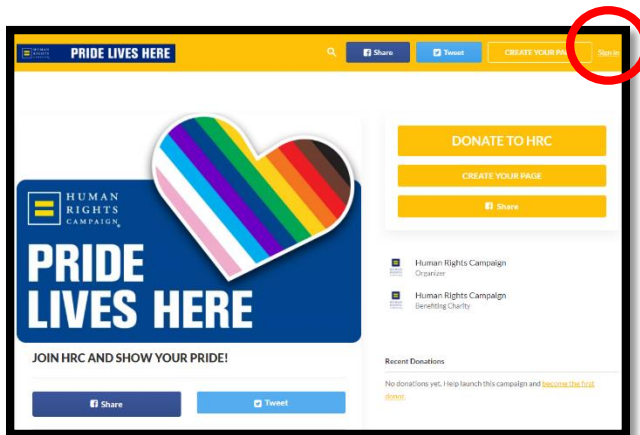 PRIDE LIVES HERE
Share
Tweet
CREATE YOUR PA
Sign in
HUMAN
RIGHTS
CAMPAIGN
PRIDE
LIVES HERE
JOIN HRC AND SHOW YOUR PRIDE!
Share
Tweet
DONATE TO HRC
CREATE YOUR PAGE
Share
Human Rights Campaign
Organizer
Human Rights Campaign
Benefiting Charity
Recent Donations
No donations yet. Help launch this campaign and become the first
donor.